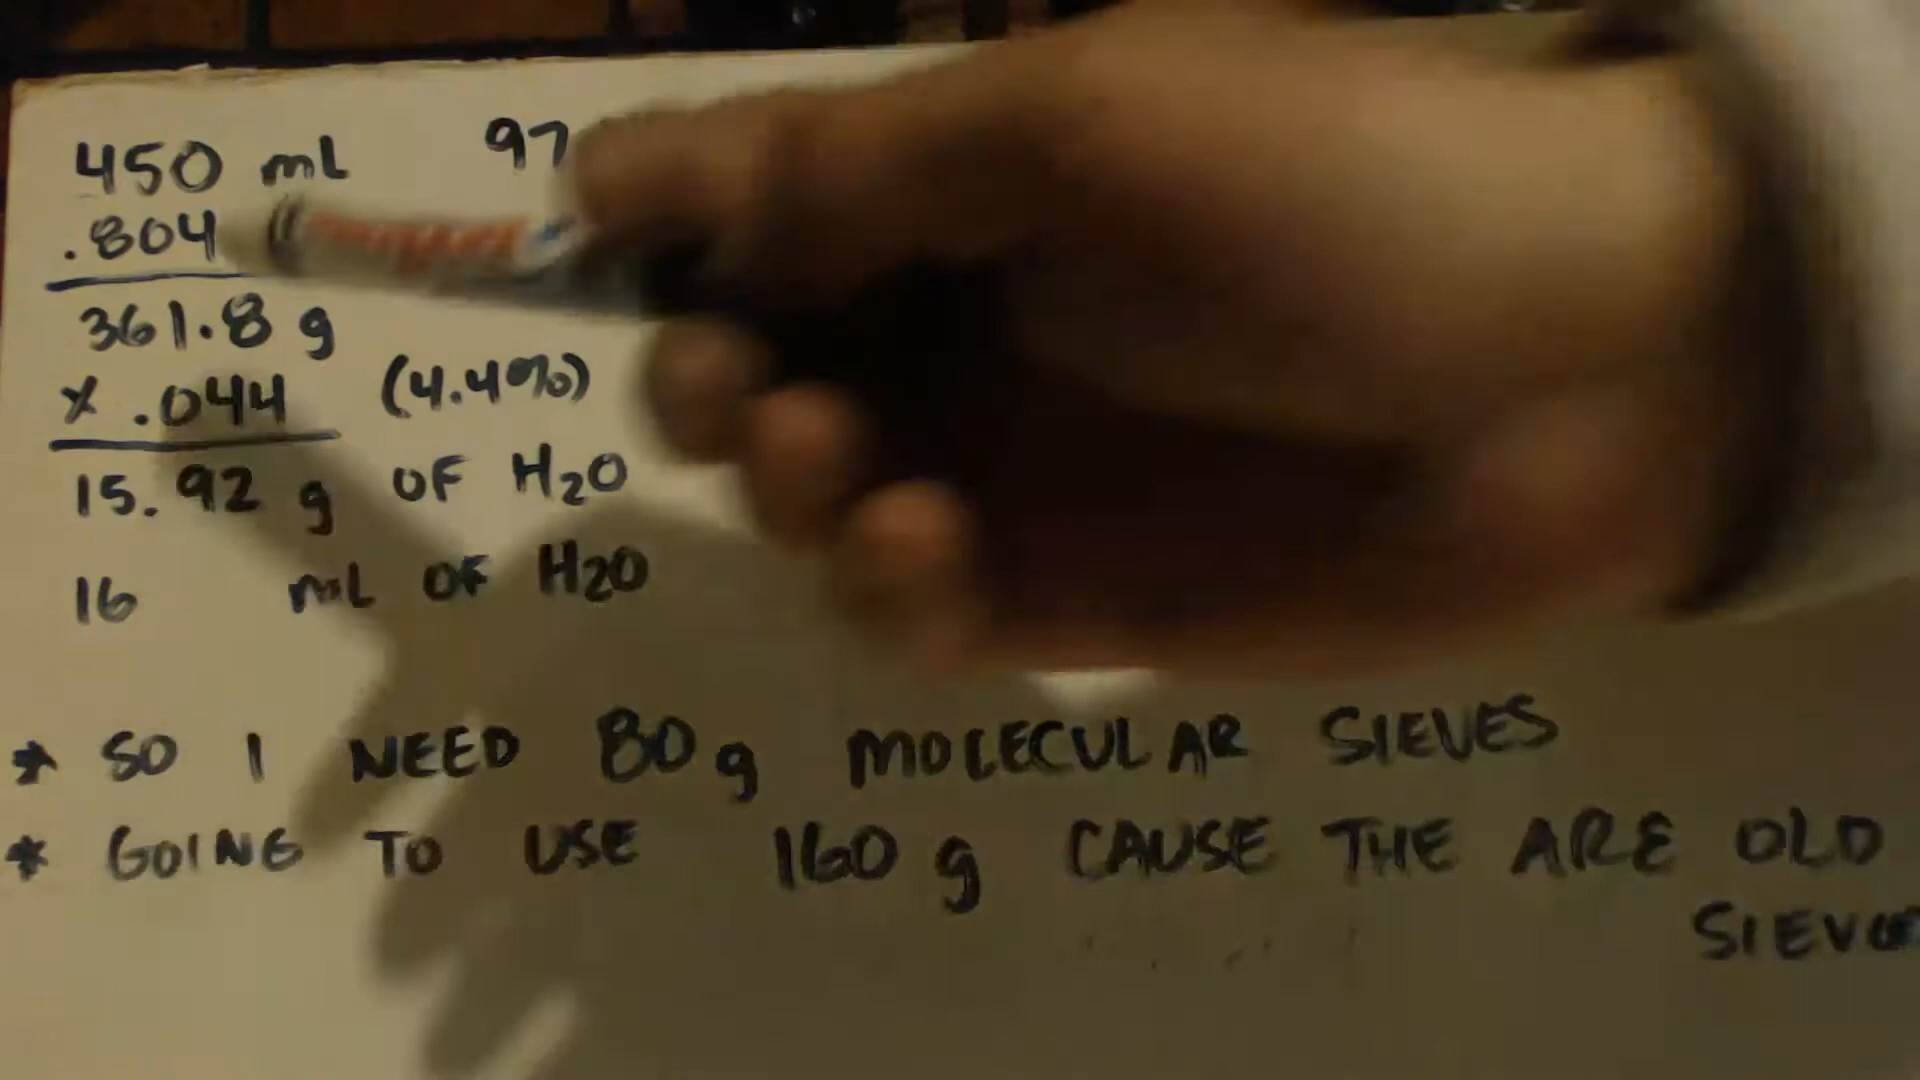 450 mL 97
.804
361.8 g
x .044 (4.4%)
15.92 g OF H2O
16 mL OF H2O
* SO I NEED 80 g MOLECULAR SIEVES
* GOING TO USE 160 g CAUSE THE ARE OLD